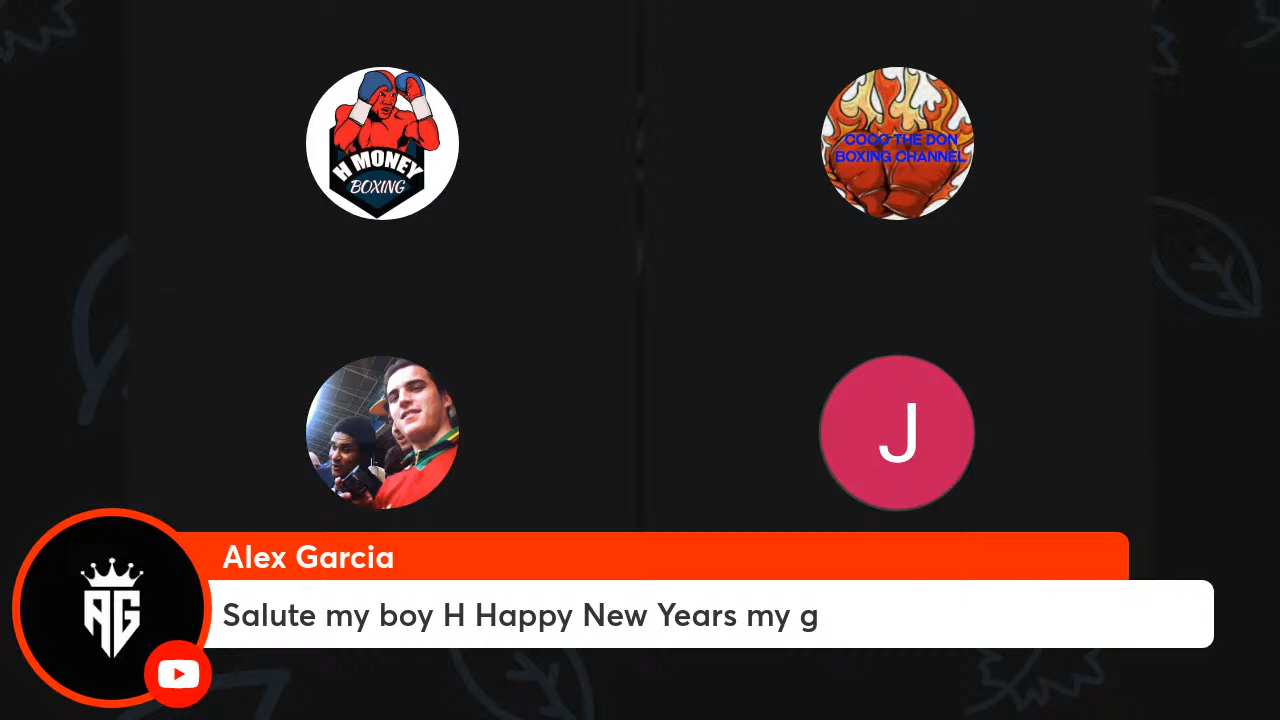 H MONEY
BOXING
COCO THE DON
BOXING CHANNEL
J
AG
Alex Garcia
Salute my boy H Happy New Years my g